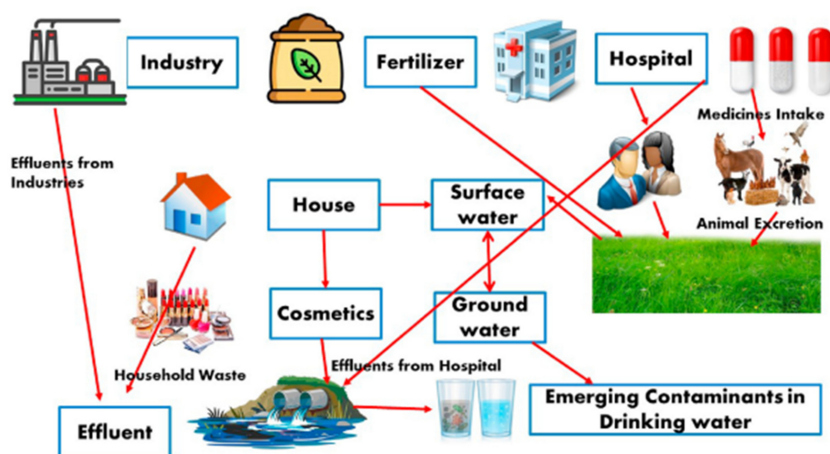 Industry
Fertilizer
Hospital
Medicines Intake
Effluents from
Industries
House
Surface
water
Animal Excretion
Cosmetics
Ground
water
Effluents from Hospital
Household Waste
Effluent
Emerging Contaminants in
Drinking water